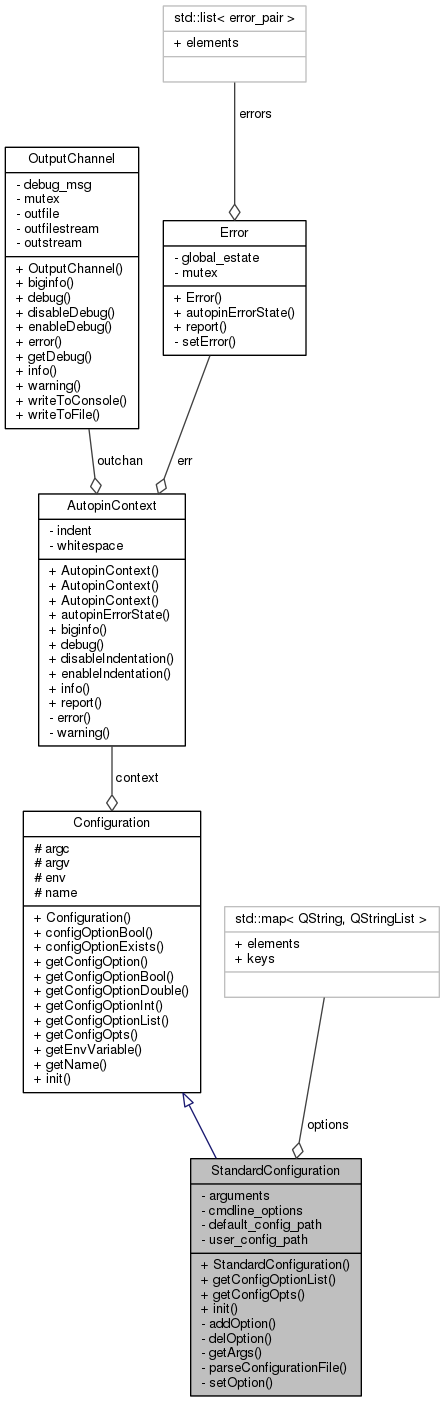 std::list< error_pair >
+ elements
errors
OutputChannel
- debug_msg
- mutex
- outfile
- outfilestream
- outstream
+ OutputChannel()
+ biginfo()
+ debug()
+ disableDebug()
+ enableDebug()
+ error()
+ getDebug()
+ info()
+ warning()
+ writeToConsole()
+ writeToFile()
Error
- global_estate
- mutex
+ Error()
+ autopinErrorState()
+ report()
- setError()
outchan
err
AutopinContext
- indent
- whitespace
+ AutopinContext()
+ AutopinContext()
+ AutopinContext()
+ autopinErrorState()
+ biginfo()
+ debug()
+ disableIndentation()
+ enableIndentation()
+ info()
+ report()
- error()
- warning()
context
Configuration
# argc
# argv
# env
# name
+ Configuration()
+ configOptionBool()
+ configOptionExists()
+ getConfigOption()
+ getConfigOptionBool()
+ getConfigOptionDouble()
+ getConfigOptionInt()
+ getConfigOptionList()
+ getConfigOpts()
+ getEnvVariable()
+ getName()
+ init()
std::map< QString, QStringList >
+ elements
+ keys
options
StandardConfiguration
- arguments
- cmdline_options
- default_config_path
- user_config_path
+ StandardConfiguration()
+ getConfigOptionList()
+ getConfigOpts()
+ init()
- addOption()
- delOption()
- getArgs()
- parseConfigurationFile()
- setOption()